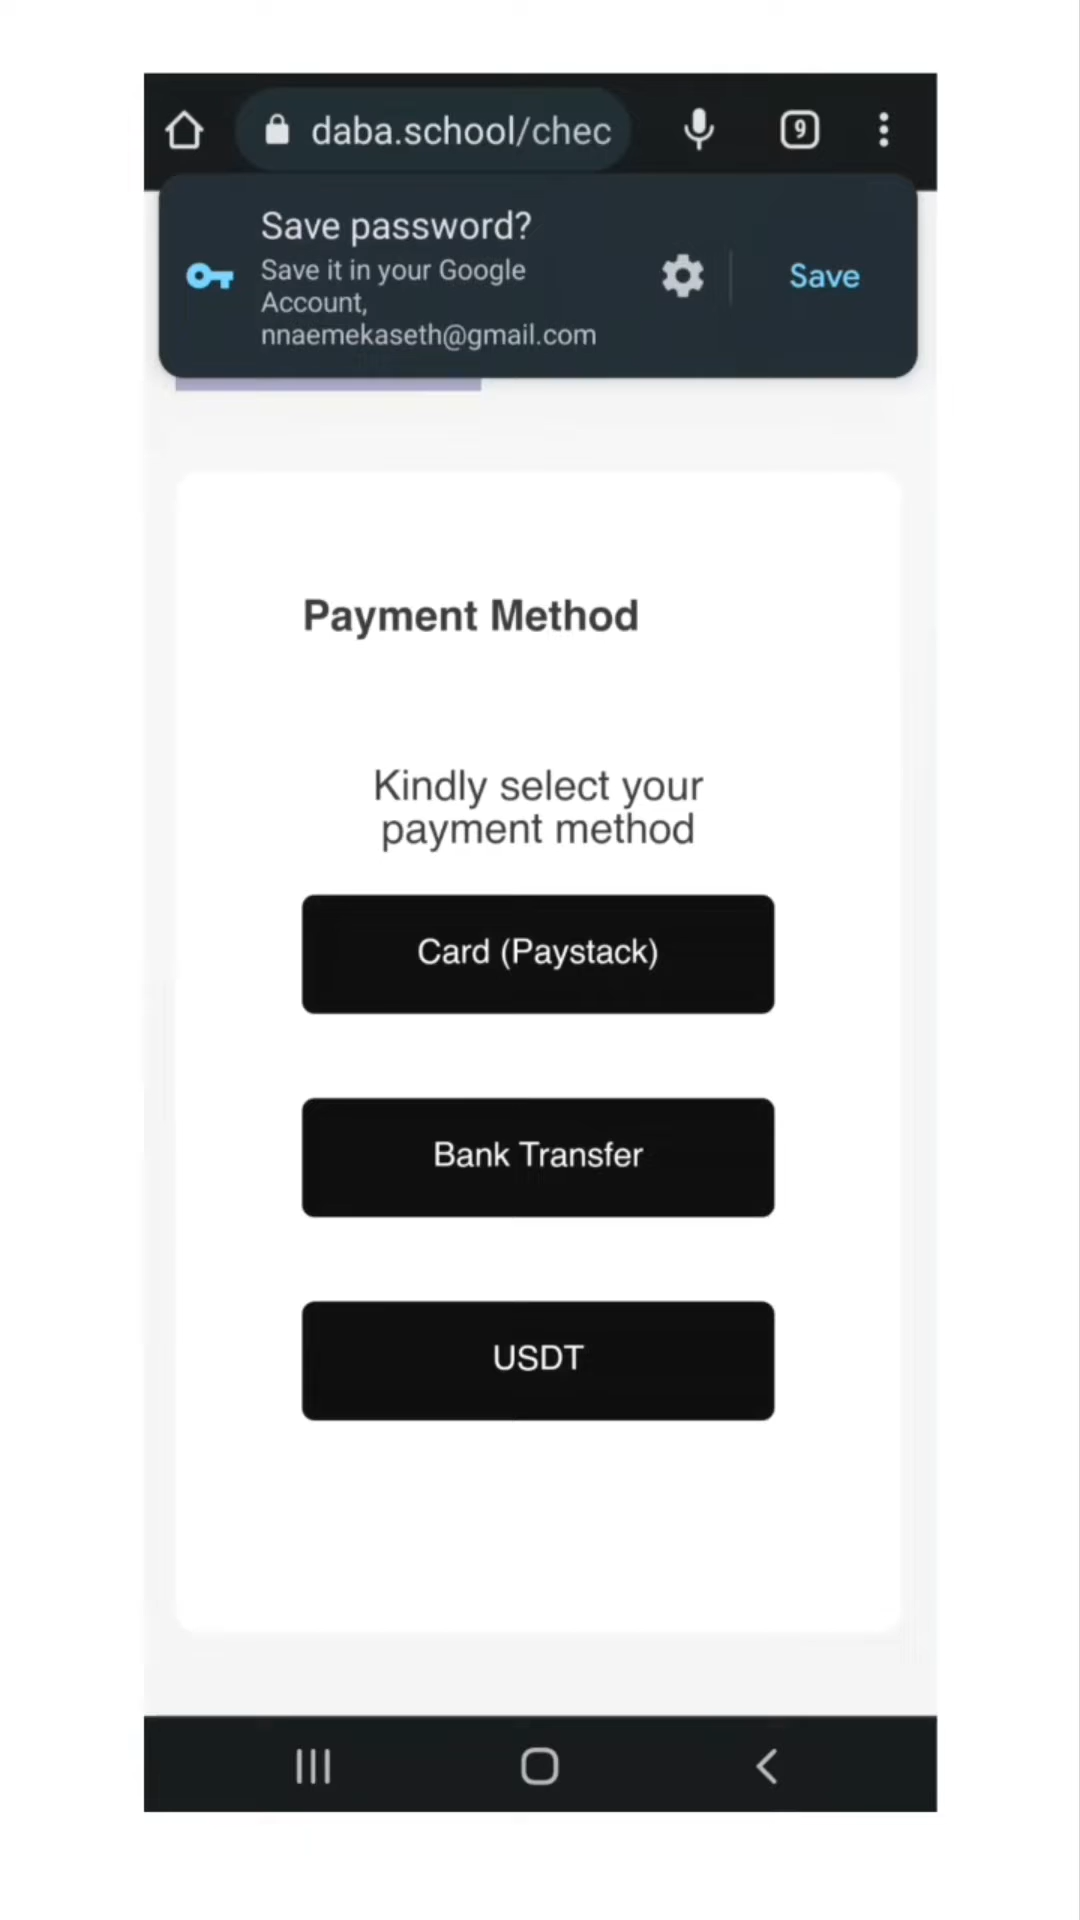 daba.school/chec
9
Save password?
Save it in your Google
Account,
nnaemekaseth@gmail.com
Save
Payment Method
Kindly select your
payment method
Card (Paystack)
Bank Transfer
USDT